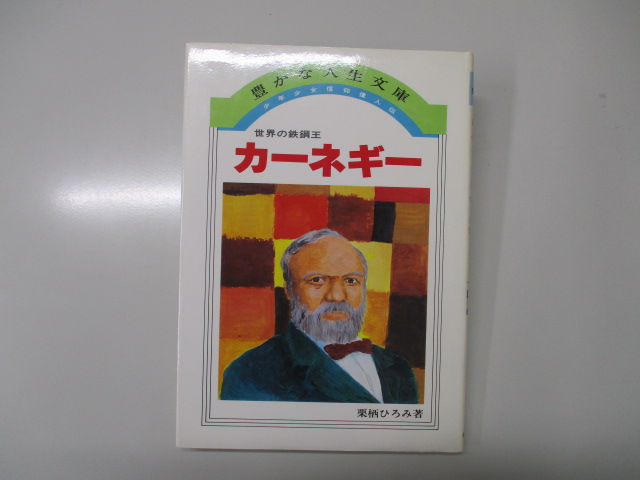 豊かな人生文庫
少年少女信仰偉人伝
世界の鉄鋼王
カーネギー
栗栖ひろみ著